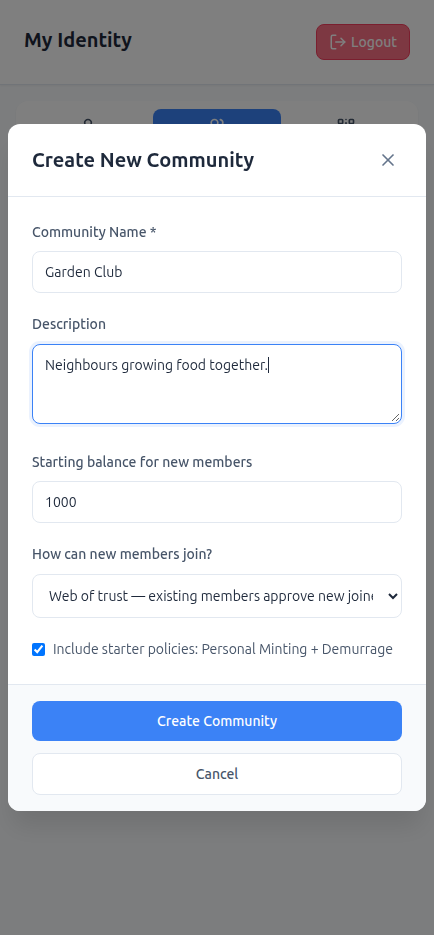 My Identity
Logout
Create New Community
Community Name *
Garden Club
Description
Neighbours growing food together.
Starting balance for new members
1000
How can new members join?
Web of trust — existing members approve new joine
Include starter policies: Personal Minting + Demurrage
Create Community
Cancel